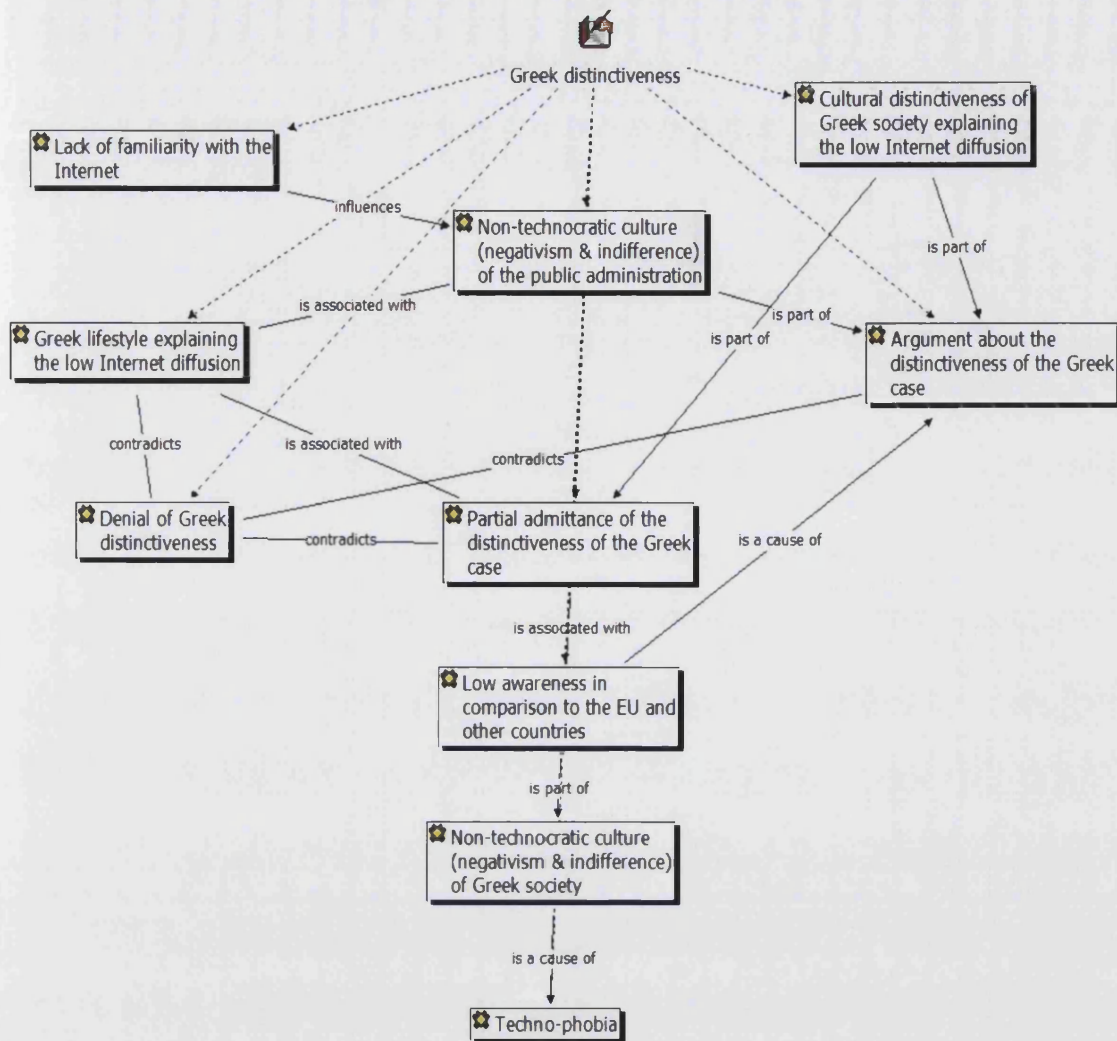 Greek distinctiveness
Cultural distinctiveness of
Greek society explaining
the low Internet diffusion
Lack of familiarity with the
Internet
influences
Non-technocratic culture
(negativism & indifference)
of the public administration
is part of
is associated with
is part of
is part of
Greek lifestyle explaining
the low Internet diffusion
Argument about the
distinctiveness of the Greek
case
contradicts
is associated with
contradicts
Denial of Greek
distinctiveness
contradicts
Partial admittance of the
distinctiveness of the Greek
case
is a cause of
is associated with
Low awareness in
comparison to the EU and
other countries
is part of
Non-technocratic culture
(negativism & indifference)
of Greek society
is a cause of
Techno-phobia